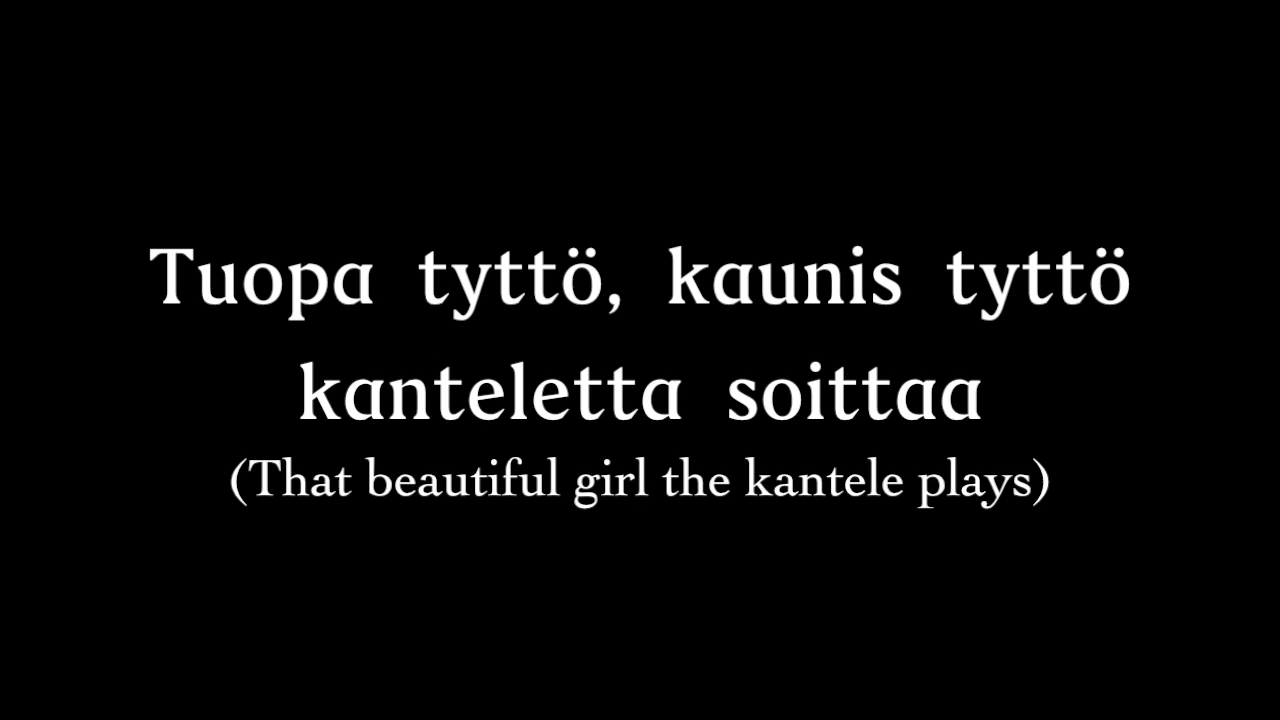 Tuopa tyttö, kaunis tyttö
kanteletta soittaa
(That beautiful girl the kantele plays)